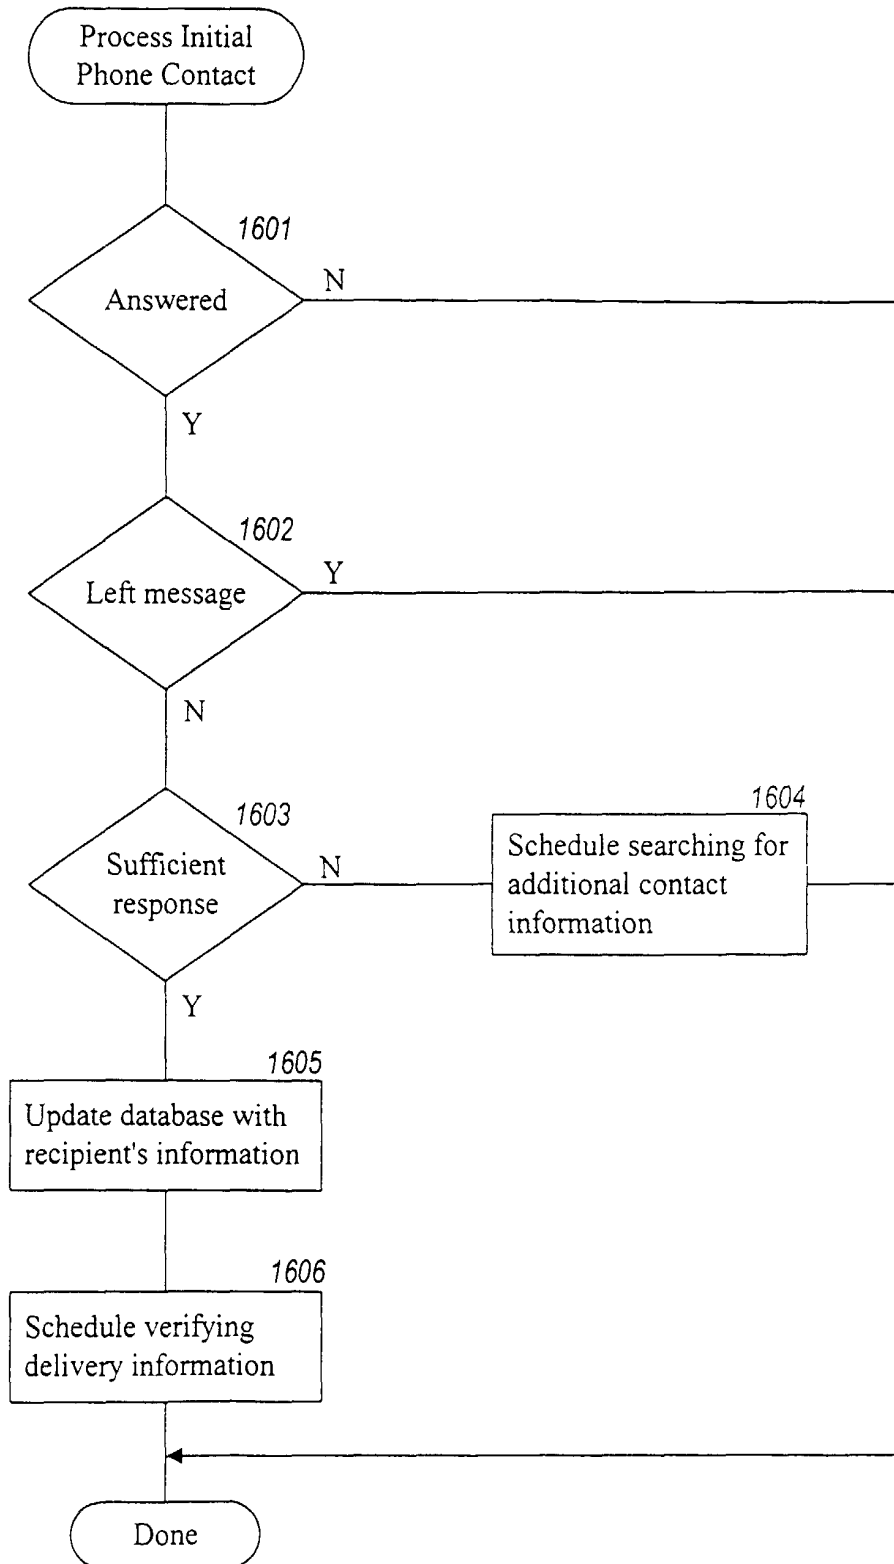 Process Initial
Phone Contact
1601
Answered
N
Y
1602
Left message
Y
N
1603
Sufficient
response
N
1604
Schedule searching for
additional contact
information
Y
1605
Update database with
recipient's information
1606
Schedule verifying
delivery information
Done